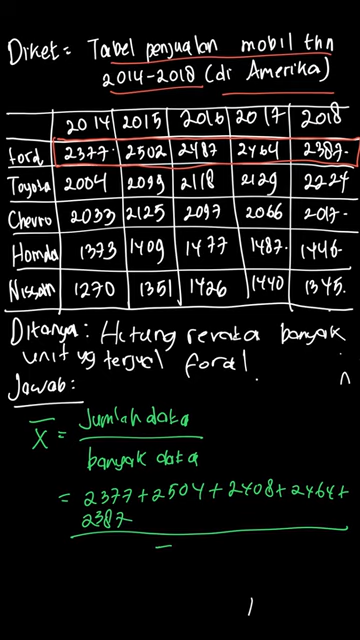 Diket = Tabel penjualan mobil thn
2014-2018 (di Amerika)
2014 2015 2016 2017 2018
Ford 2377 2502 2487 2464 2387
Toyota 2004 2099 2118 2129 2224
Chevro 2033 2125 2097 2066 2017
Homda 1373 1409 1477 1487 1446
Nissan 1270 1351 1426 1440 1345
Ditanya: Hitung rerata banyak
unit yg terjual ford.
Jawab:
X = Jumlah data
banyak data
= 2377 + 2504 + 2408 + 2464 +
2387